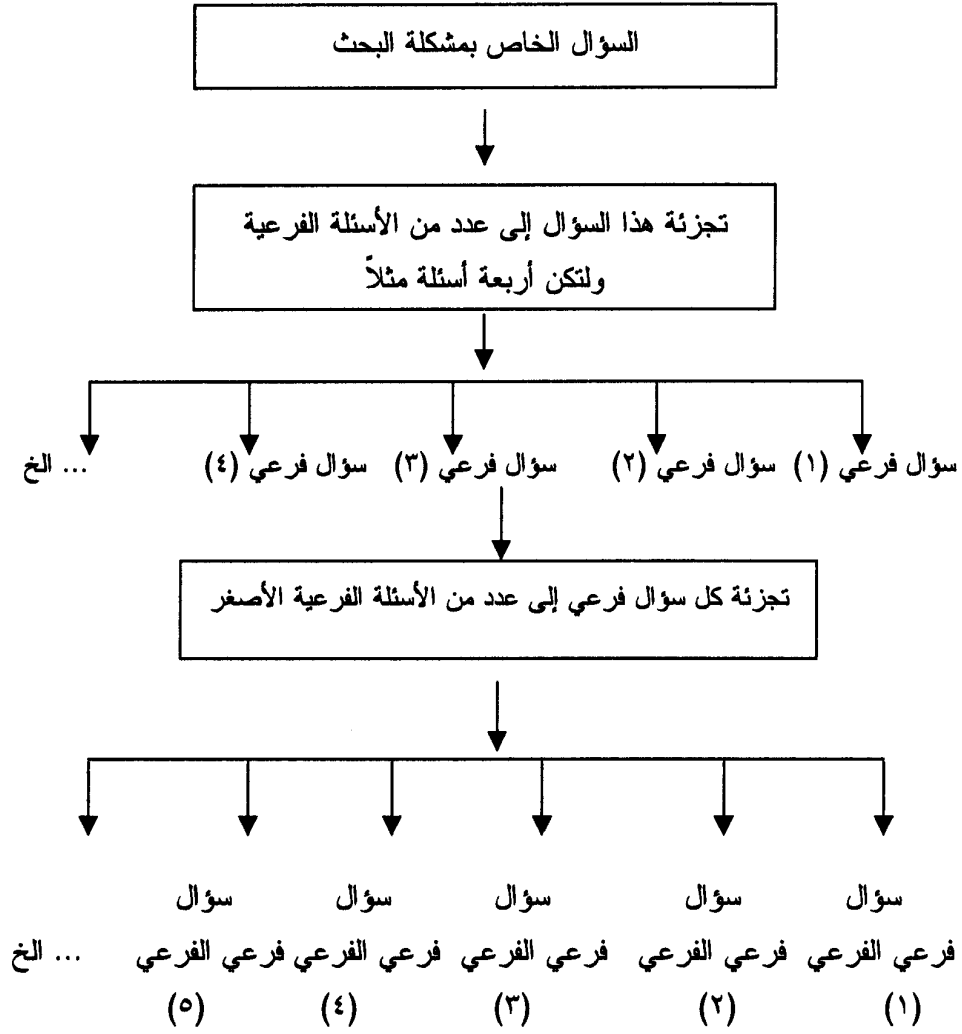 السؤال الخاص بمشكلة البحث
تجزئة هذا السؤال إلى عدد من الأسئلة الفرعية
ولتكن أربعة أسئلة مثلاً
سؤال فرعي (١) سؤال فرعي (٢) سؤال فرعي (٣) سؤال فرعي (٤) ... الخ
تجزئة كل سؤال فرعي إلى عدد من الأسئلة الفرعية الأصغر
سؤال سؤال سؤال سؤال سؤال
فرعي الفرعي فرعي الفرعي فرعي الفرعي فرعي الفرعي فرعي الفرعي ... الخ
(١) (٢) (٣) (٤) (٥)